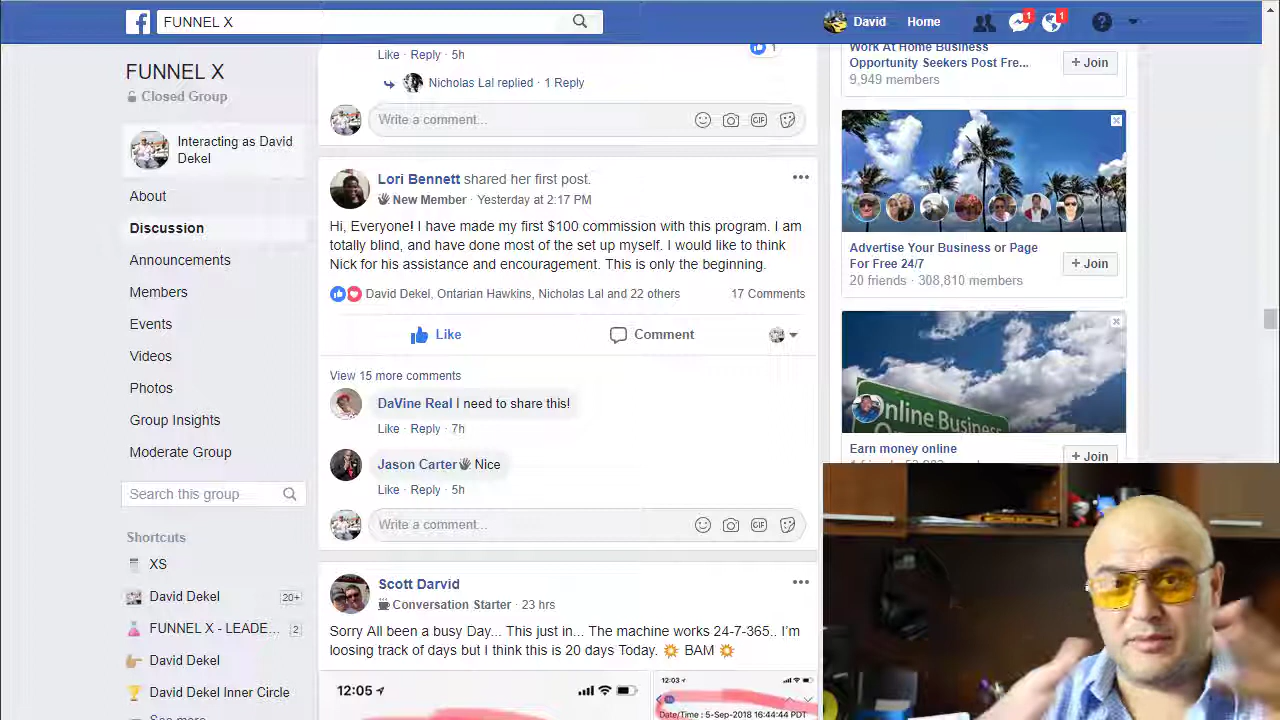 FUNNEL X
David
Home
1
1
FUNNEL X
Closed Group
Interacting as David
Dekel
About
Discussion
Announcements
Members
Events
Videos
Photos
Group Insights
Moderate Group
Search this group
Shortcuts
XS
David Dekel
20+
FUNNEL X - LEADE...
2
David Dekel
David Dekel Inner Circle
Like · Reply · 5h
1
Nicholas Lal replied · 1 Reply
Write a comment...
Lori Bennett shared her first post.
New Member · Yesterday at 2:17 PM
Hi, Everyone! I have made my first $100 commission with this program. I am
totally blind, and have done most of the set up myself. I would like to think
Nick for his assistance and encouragement. This is only the beginning.
David Dekel, Ontarian Hawkins, Nicholas Lal and 22 others
17 Comments
Like
Comment
View 15 more comments
DaVine Real I need to share this!
Like · Reply · 7h
Jason Carter Nice
Like · Reply · 5h
Write a comment...
Scott Darvid
Conversation Starter · 23 hrs
Sorry All been a busy Day... This just in... The machine works 24-7-365.. I'm
loosing track of days but I think this is 20 days Today. 💥 BAM 💥
12:05
12:03
Date/Time : 5-Sep-2018 16:44:44 PDT
Work At Home Business
Opportunity Seekers Post Fre...
9,949 members
+ Join
Advertise Your Business or Page
For Free 24/7
20 friends · 308,810 members
+ Join
Online Business
Earn money online
+ Join